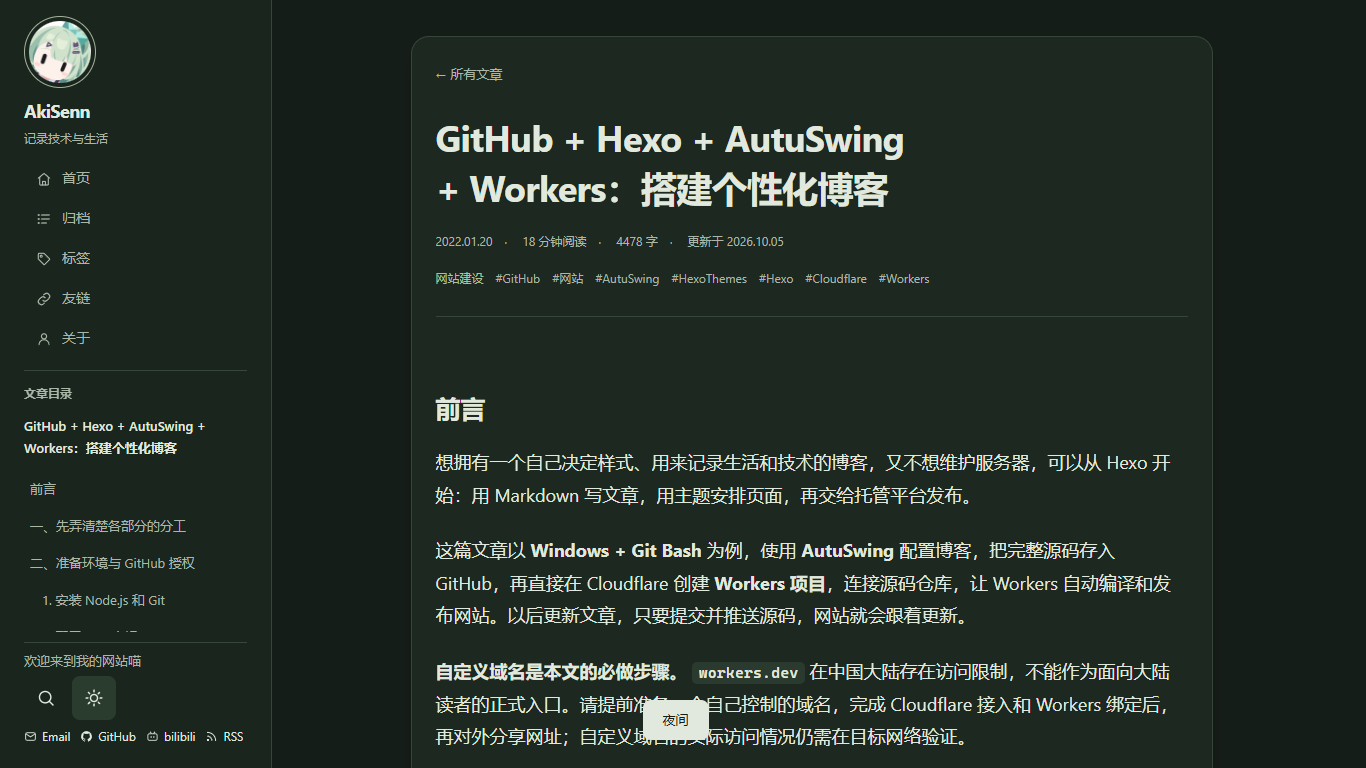 AkiSenn
记录技术与生活
首页
归档
标签
友链
关于
文章目录
GitHub + Hexo + AutuSwing +
Workers：搭建个性化博客
前言
一、先弄清楚各部分的分工
二、准备环境与 GitHub 授权
1. 安装 Node.js 和 Git
欢迎来到我的网站喵
Email GitHub bilibili RSS
← 所有文章
GitHub + Hexo + AutuSwing
+ Workers：搭建个性化博客
2022.01.20 · 18 分钟阅读 · 4478 字 · 更新于 2026.10.05
网站建设 #GitHub #网站 #AutuSwing #HexoThemes #Hexo #Cloudflare #Workers
前言
想拥有一个自己决定样式、用来记录生活和技术的博客，又不想维护服务器，可以从 Hexo 开
始：用 Markdown 写文章，用主题安排页面，再交给托管平台发布。
这篇文章以 Windows + Git Bash 为例，使用 AutuSwing 配置博客，把完整源码存入
GitHub，再直接在 Cloudflare 创建 Workers 项目，连接源码仓库，让 Workers 自动编译和发
布网站。以后更新文章，只要提交并推送源码，网站就会跟着更新。
自定义域名是本文的必做步骤。 workers.dev 在中国大陆存在访问限制，不能作为面向大陆
读者的正式入口。请提前准 个自己控制的域名，完成 Cloudflare 接入和 Workers 绑定后，
再对外分享网址；自定义域 际访问情况仍需在目标网络验证。
夜间